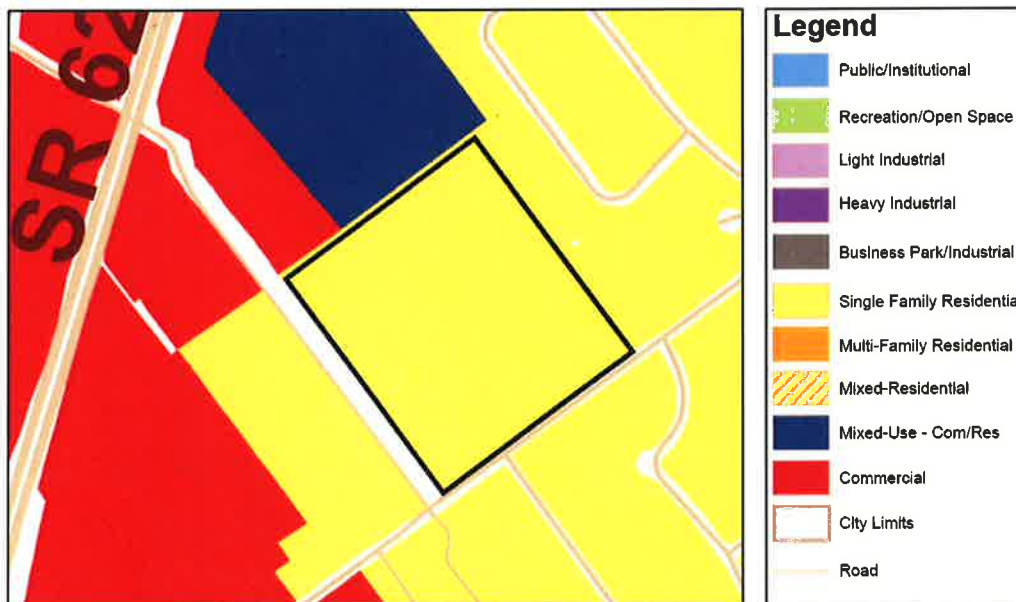 SR 62
Legend
Public/Institutional
Recreation/Open Space
Light Industrial
Heavy Industrial
Business Park/Industrial
Single Family Residentia
Multi-Family Residential
Mixed-Residential
Mixed-Use - Com/Res
Commercial
City Limits
Road